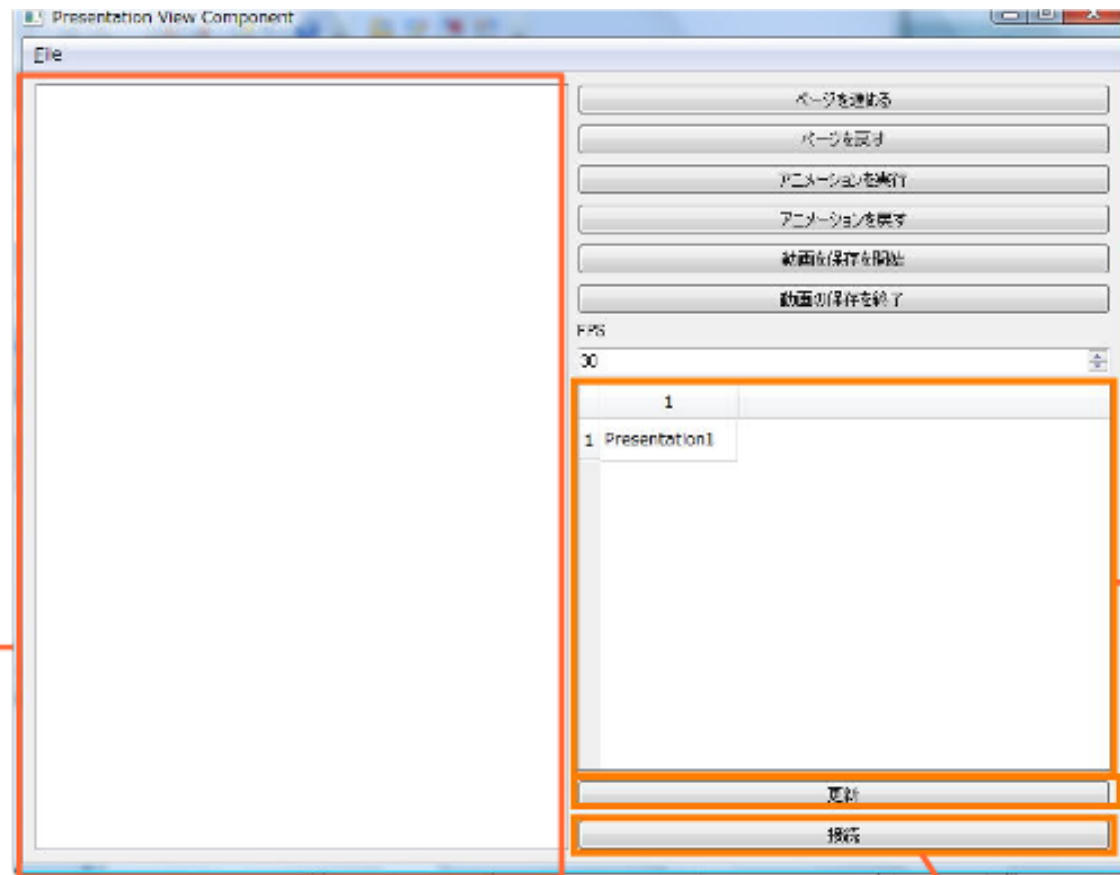 Presentation View Component
File
ページを進める
ページを戻す
アニメーションを実行
アニメーションを戻す
動画を保存を開始
動画の保存を終了
FPS
30
1
1 Presentation1
更新
接続